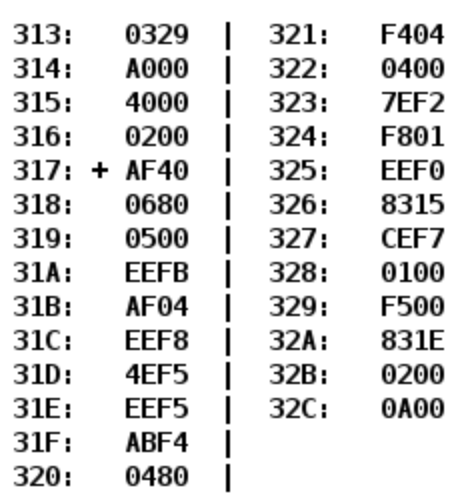 313: 0329 | 321: F404
314: A000 | 322: 0400
315: 4000 | 323: 7EF2
316: 0200 | 324: F801
317: + AF40 | 325: EEF0
318: 0680 | 326: 8315
319: 0500 | 327: CEF7
31A: EEFB | 328: 0100
31B: AF04 | 329: F500
31C: EEF8 | 32A: 831E
31D: 4EF5 | 32B: 0200
31E: EEF5 | 32C: 0A00
31F: ABF4 |
320: 0480 |